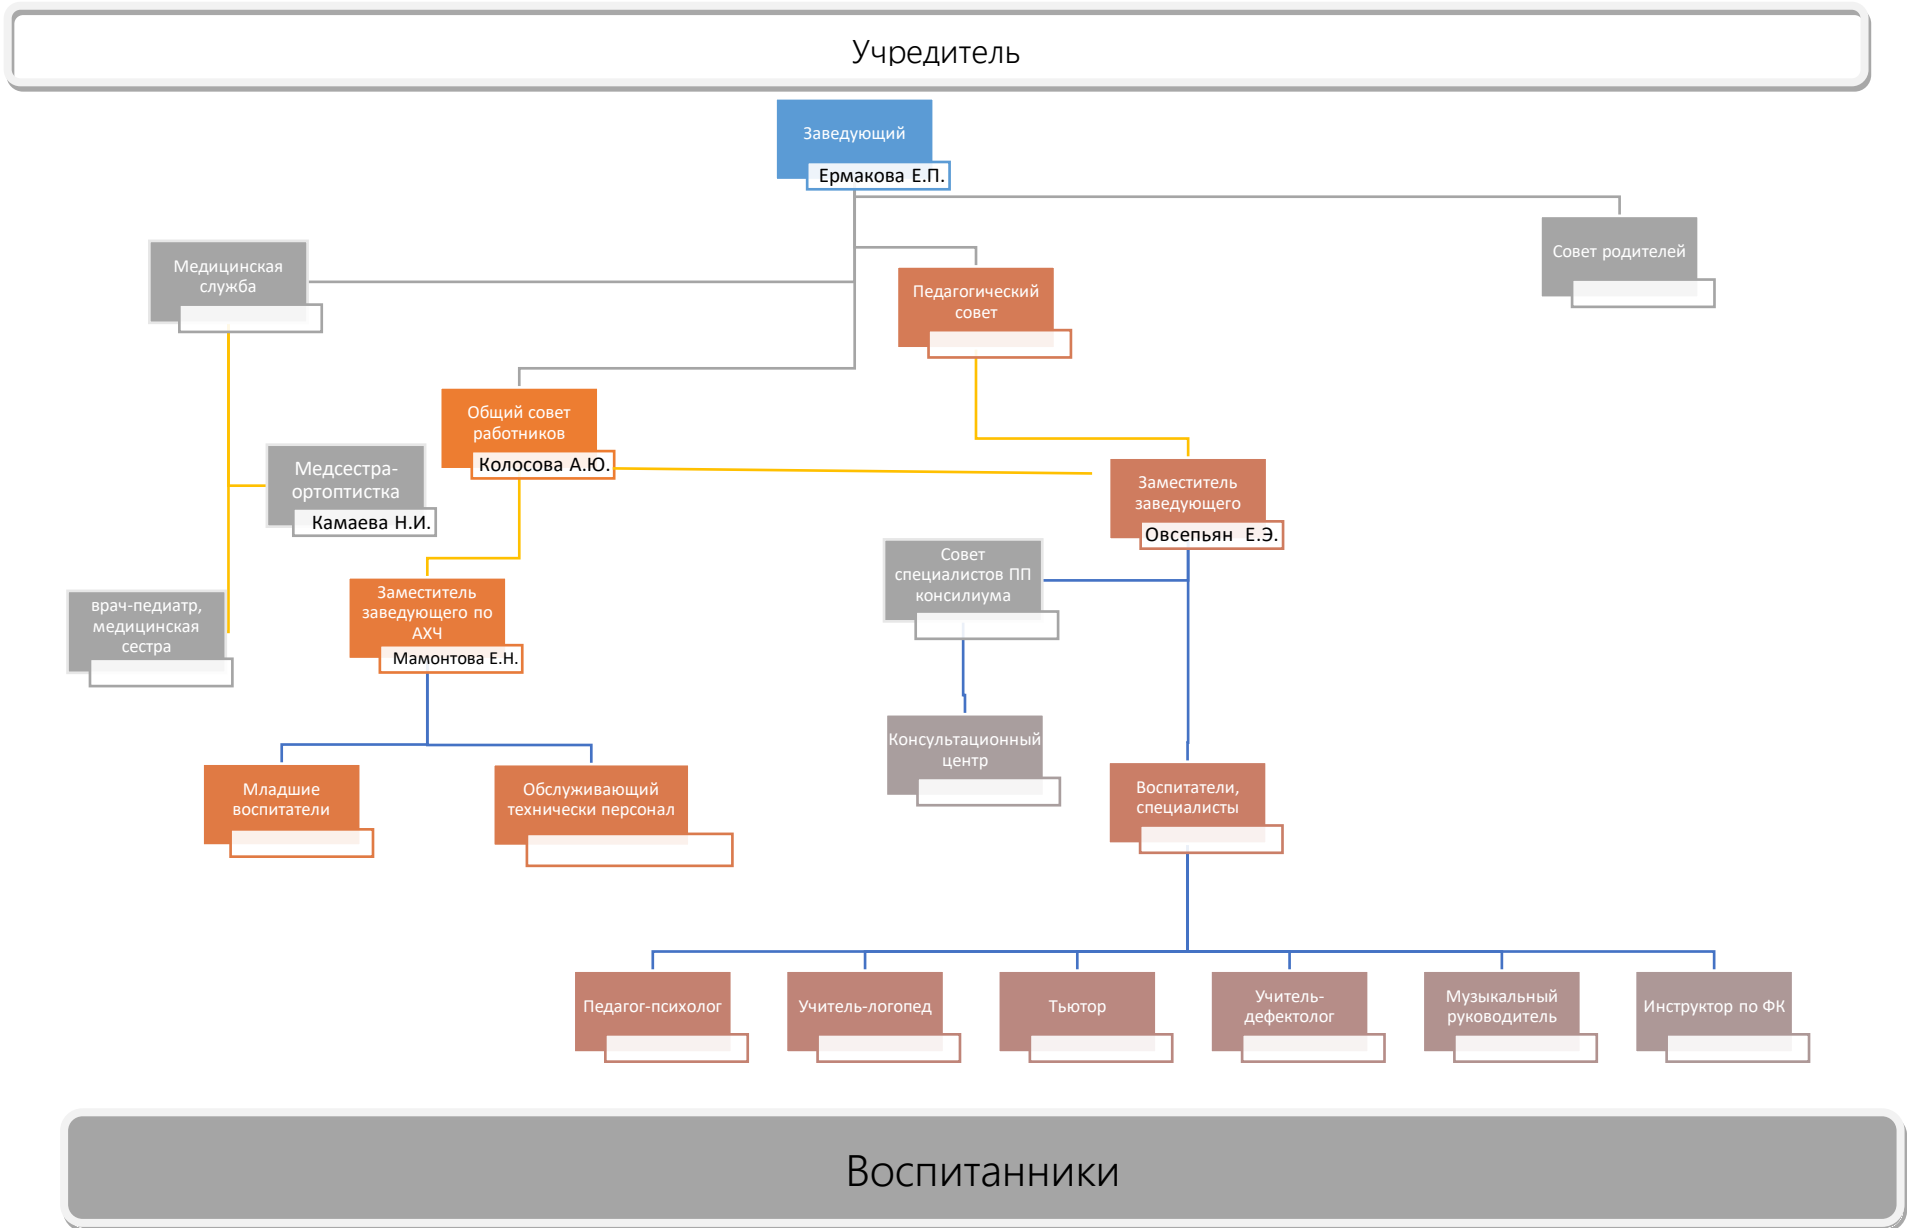 Учредитель
Заведующий
Ермакова Е.П.
Совет родителей
Медицинская
служба
Педагогический
совет
Общий совет
работников
Колосова А.Ю.
Медсестра-
ортоптистка
Камаева Н.И.
Заместитель
заведующего
Овсепьян Е.Э.
Совет
специалистов ПП
консилиума
врач-педиатр,
медицинская
сестра
Заместитель
заведующего по
АХЧ
Мамонтова Е.Н.
Консультационный
центр
Младшие
воспитатели
Обслуживающий
технически персонал
Воспитатели,
специалисты
Педагог-психолог
Учитель-логопед
Тьютор
Учитель-
дефектолог
Музыкальный
руководитель
Инструктор по ФК
Воспитанники